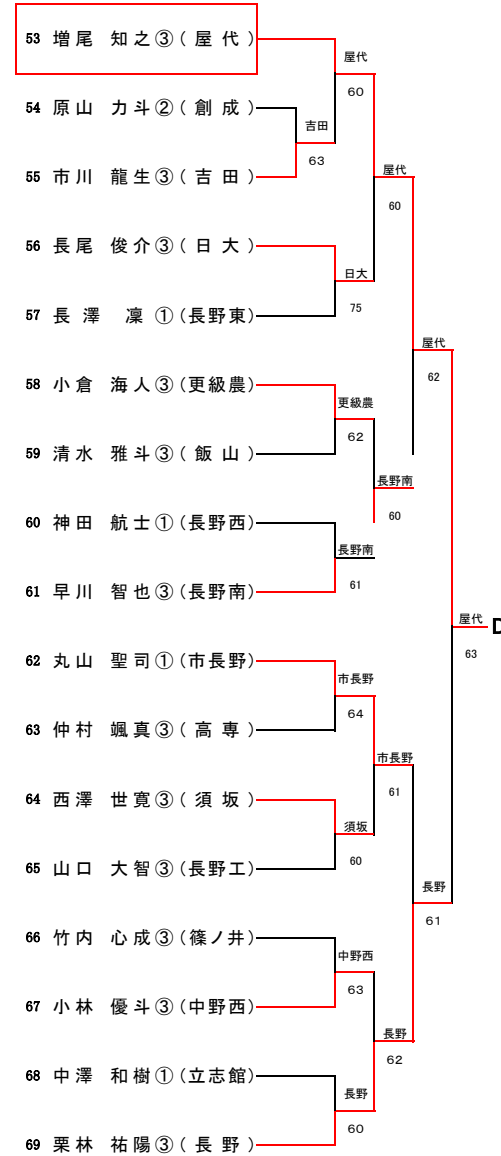 53 増尾 知之③(屋代)
屋代
60
54 原山 力斗②(創成)
吉田
63
55 市川 龍生③(吉田)
屋代
60
56 長尾 俊介③(日大)
日大
75
57 長澤 凜①(長野東)
屋代
62
58 小倉 海人③(更級農)
更級農
62
59 清水 雅斗③(飯山)
長野南
60
60 神田 航士①(長野西)
長野南
61
61 早川 智也③(長野南)
屋代 D
63
62 丸山 聖司①(市長野)
市長野
64
63 仲村 颯真③(高専)
市長野
61
64 西澤 世寛③(須坂)
須坂
60
65 山口 大智③(長野工)
長野
61
66 竹内 心成③(篠ノ井)
中野西
63
67 小林 優斗③(中野西)
長野
62
68 中澤 和樹①(立志館)
長野
60
69 栗林 祐陽③(長野)